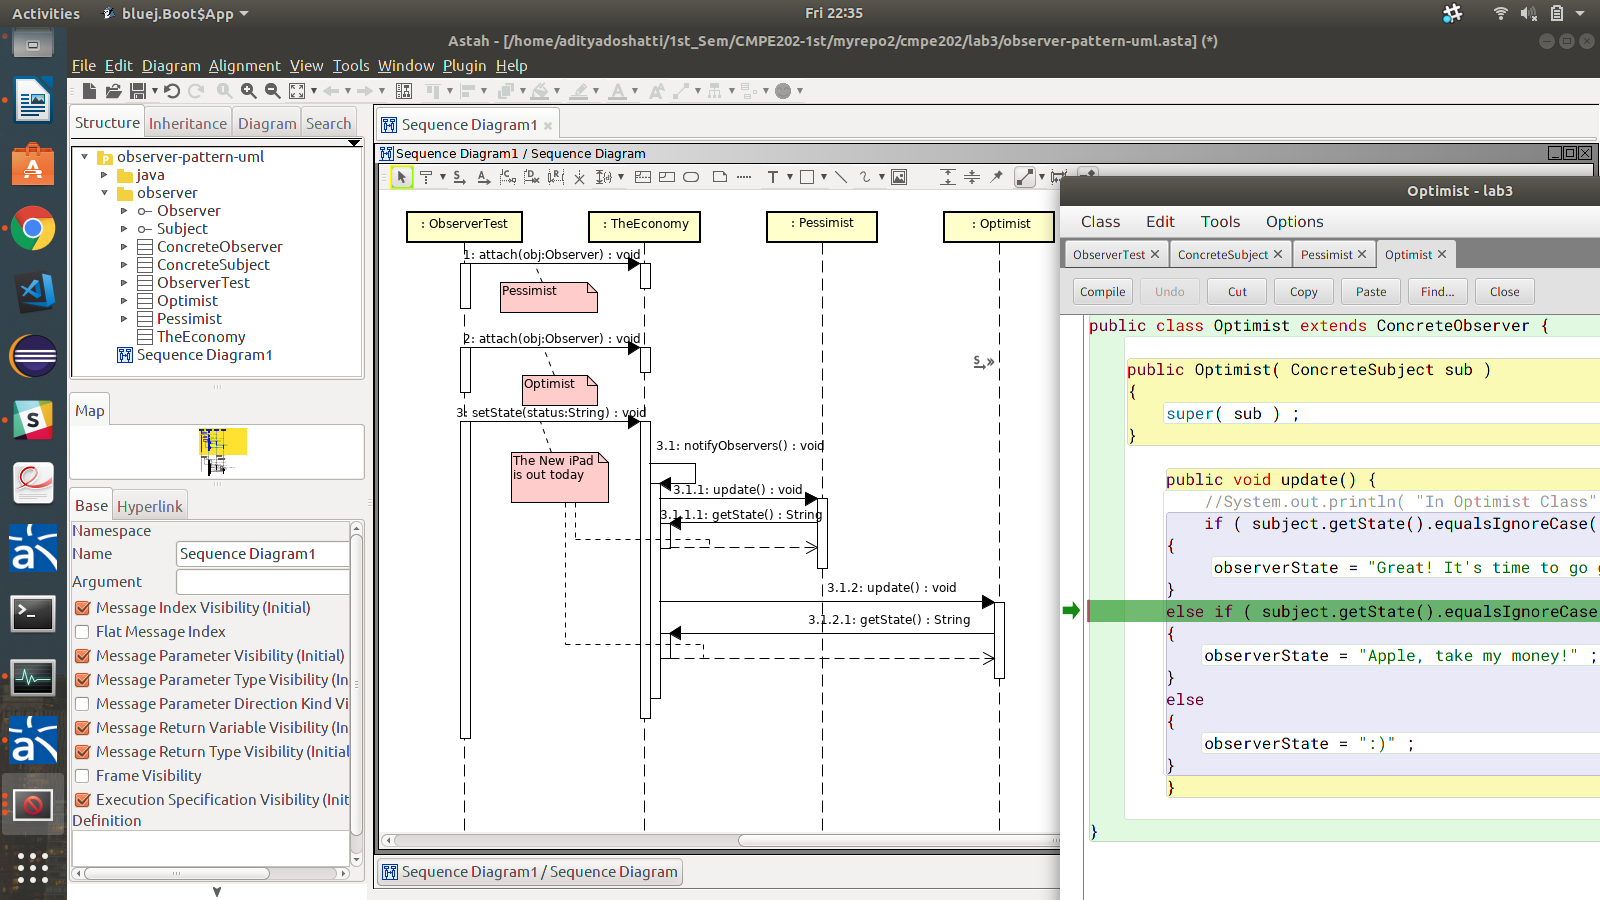 Activities
bluej.Boot$App
Fri 22:35
Astah - [/home/adityadoshatti/1st_Sem/CMPE202-1st/myrepo2/cmpe202/lab3/observer-pattern-uml.asta] (*)
File Edit Diagram Alignment View Tools Window Plugin Help
Structure Inheritance Diagram Search
observer-pattern-uml
java
observer
Observer
Subject
ConcreteObserver
ConcreteSubject
ObserverTest
Optimist
Pessimist
TheEconomy
Sequence Diagram1
Map
Base Hyperlink
Namespace
Name Sequence Diagram1
Argument
Message Index Visibility (Initial)
Flat Message Index
Message Parameter Visibility (Initial)
Message Parameter Type Visibility (In
Message Parameter Direction Kind Vi
Message Return Variable Visibility (In
Message Return Type Visibility (Initial
Frame Visibility
Execution Specification Visibility (Init
Definition
Sequence Diagram1
Sequence Diagram1 / Sequence Diagram
: ObserverTest
: TheEconomy
: Pessimist
: Optimist
1: attach(obj:Observer) : void
Pessimist
2: attach(obj:Observer) : void
Optimist
3: setState(status:String) : void
The New iPad
is out today
3.1: notifyObservers() : void
3.1.1: update() : void
3.1.1.1: getState() : String
3.1.2: update() : void
3.1.2.1: getState() : String
Sequence Diagram1 / Sequence Diagram
Optimist - lab3
Class Edit Tools Options
ObserverTest ConcreteSubject Pessimist Optimist
Compile Undo Cut Copy Paste Find... Close
public class Optimist extends ConcreteObserver {
public Optimist( ConcreteSubject sub )
{
super( sub ) ;
}
public void update() {
//System.out.println( "In Optimist Class"
if ( subject.getState().equalsIgnoreCase(
{
observerState = "Great! It's time to go g
}
else if ( subject.getState().equalsIgnoreCase
{
observerState = "Apple, take my money!" ;
}
else
{
observerState = ":)" ;
}
}
}